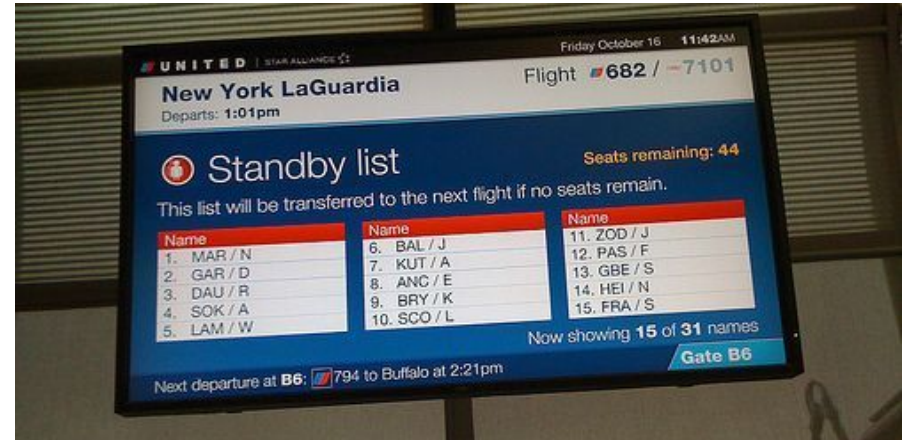 UNITED | STAR ALLIANCE
Friday October 16 11:42AM
New York LaGuardia
Flight 682 / 7101
Departs: 1:01pm
Standby list
Seats remaining: 44
This list will be transferred to the next flight if no seats remain.
Name
1. MAR / N
2. GAR / D
3. DAU / R
4. SOK / A
5. LAM / W
Name
6. BAL / J
7. KUT / A
8. ANC / E
9. BRY / K
10. SCO / L
Name
11. ZOD / J
12. PAS / F
13. GBE / S
14. HEI / N
15. FRA / S
Now showing 15 of 31 names
Gate B6
Next departure at B6: 794 to Buffalo at 2:21pm